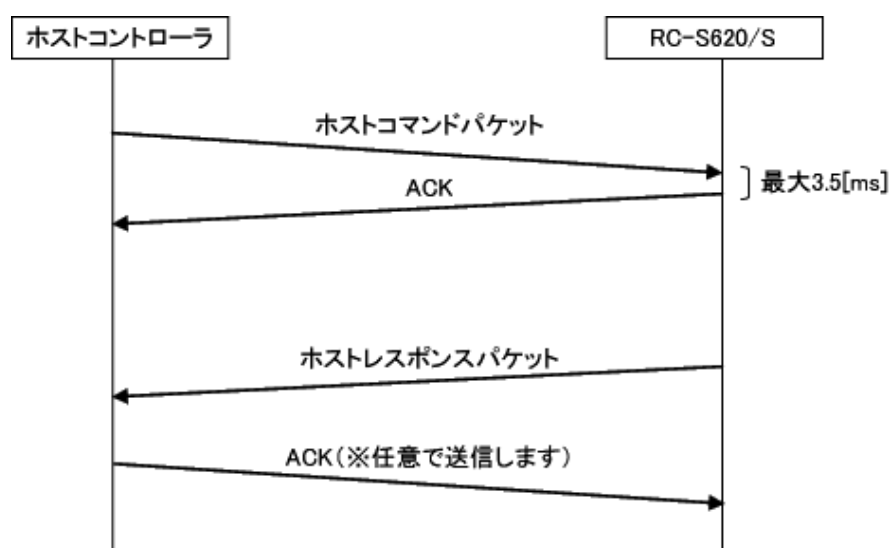 ホストコントローラ
RC-S620/S
ホストコマンドパケット
最大3.5[ms]
ACK
ホストレスポンスパケット
ACK(※任意で送信します)